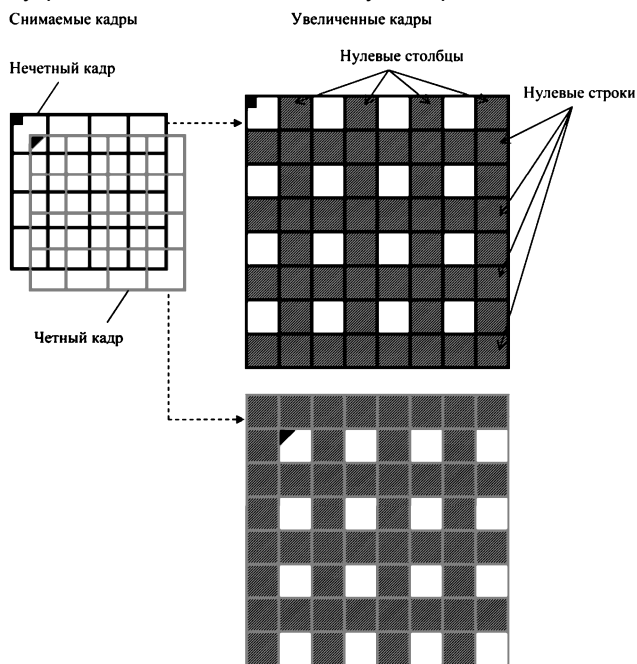 Снимаемые кадры
Увеличенные кадры
Нечетный кадр
Нулевые столбцы
Нулевые строки
Четный кадр